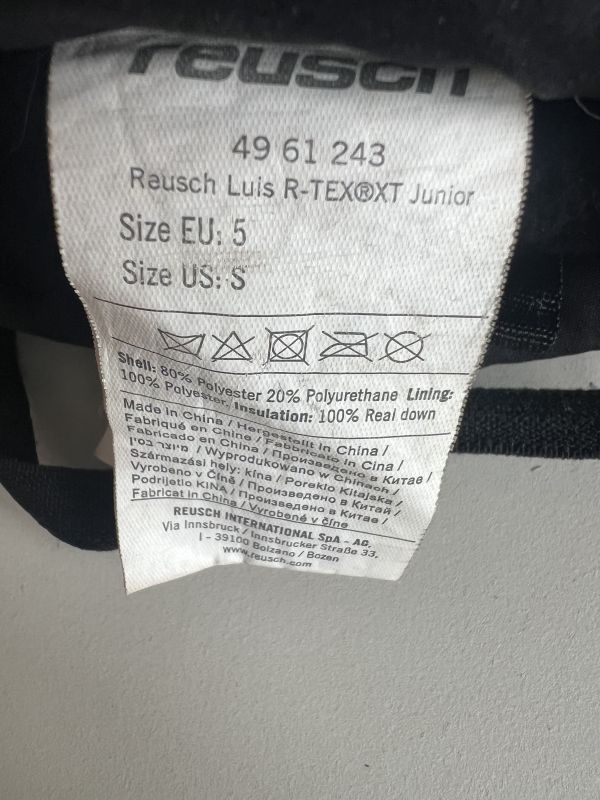 reusch
49 61 243
Reusch Luis R-TEX®XT Junior
Size EU: 5
Size US: S
Shell: 80% Polyester 20% Polyurethane Lining:
100% Polyester, Insulation: 100% Real down
Made in China / Hergestellt in China /
Fabriqué en Chine / Fabbricato in Cina /
Fabricado en China / Произведено в Китае /
מיוצר בסין / Wyprodukowano w Chinach /
Származási hely: kína / Poreklo Kitajska /
Vyrobeno v Číně / Произведено в Китай /
Podrijetlo KINA / Произведено в Китае /
Fabricat in China / Vyrobené v číne
REUSCH INTERNATIONAL SpA - AG,
Via Innsbruck / Innsbrucker Straße 33,
I - 39100 Bolzano / Bozen
www.reusch.com